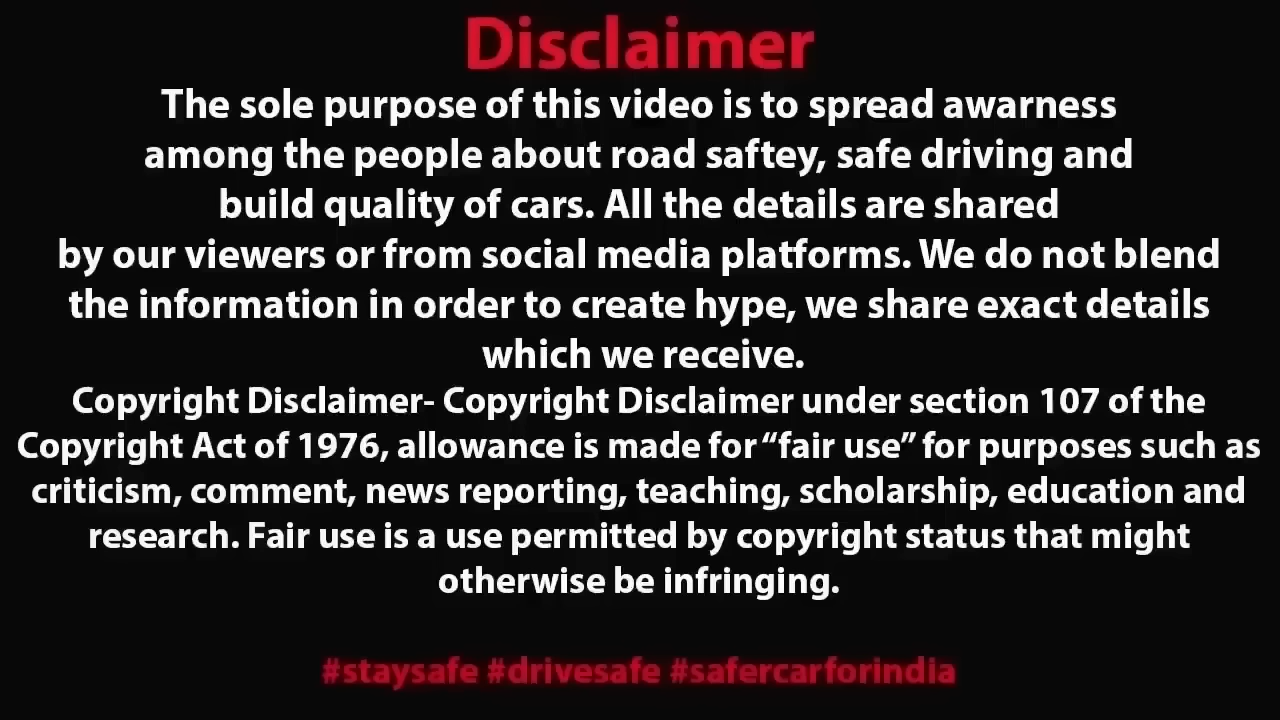 Disclaimer
The sole purpose of this video is to spread awarness
among the people about road saftey, safe driving and
build quality of cars. All the details are shared
by our viewers or from social media platforms. We do not blend
the information in order to create hype, we share exact details
which we receive.
Copyright Disclaimer- Copyright Disclaimer under section 107 of the
Copyright Act of 1976, allowance is made for “fair use” for purposes such as
criticism, comment, news reporting, teaching, scholarship, education and
research. Fair use is a use permitted by copyright status that might
otherwise be infringing.
#staysafe #drivesafe #safercarforindia